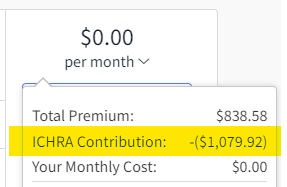 $0.00
per month
Total Premium: $838.58
ICHRA Contribution: -($1,079.92)
Your Monthly Cost: $0.00